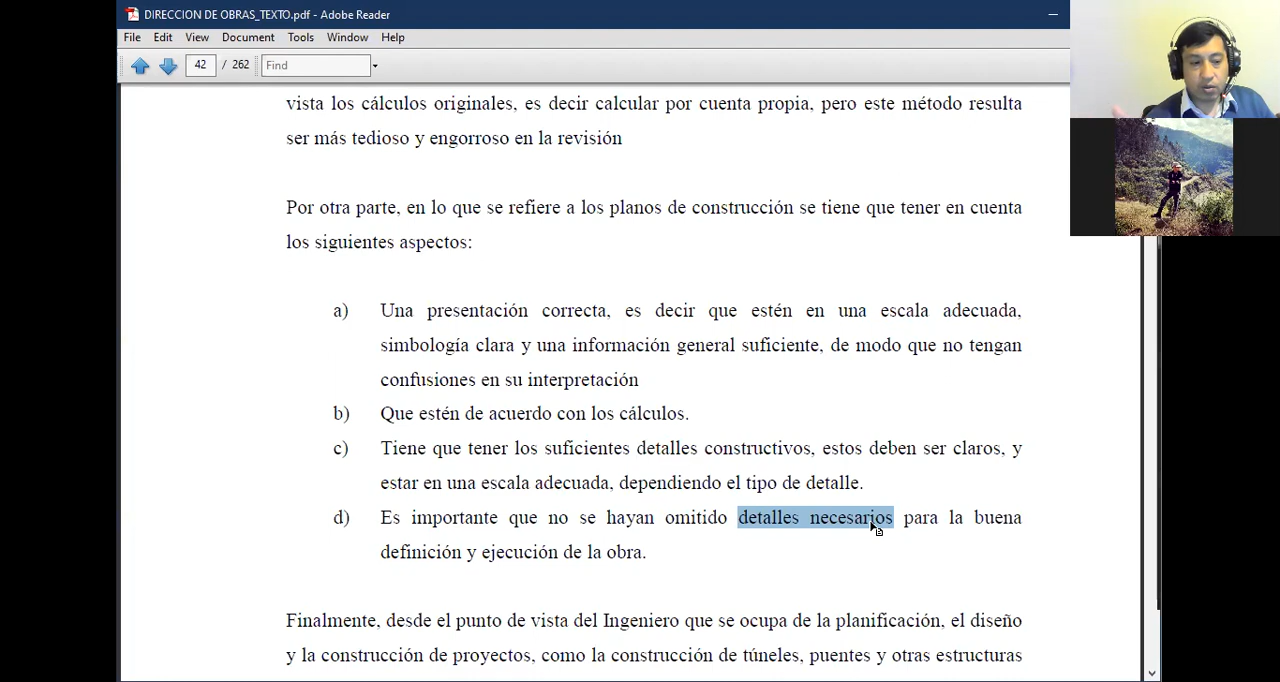 DIRECCION DE OBRAS_TEXTO.pdf - Adobe Reader
File Edit View Document Tools Window Help
42 / 262 Find
vista los cálculos originales, es decir calcular por cuenta propia, pero este método resulta
ser más tedioso y engorroso en la revisión
Por otra parte, en lo que se refiere a los planos de construcción se tiene que tener en cuenta
los siguientes aspectos:
a) Una presentación correcta, es decir que estén en una escala adecuada,
simbología clara y una información general suficiente, de modo que no tengan
confusiones en su interpretación
b) Que estén de acuerdo con los cálculos.
c) Tiene que tener los suficientes detalles constructivos, estos deben ser claros, y
estar en una escala adecuada, dependiendo el tipo de detalle.
d) Es importante que no se hayan omitido detalles necesarios para la buena
definición y ejecución de la obra.
Finalmente, desde el punto de vista del Ingeniero que se ocupa de la planificación, el diseño
y la construcción de proyectos, como la construcción de túneles, puentes y otras estructuras